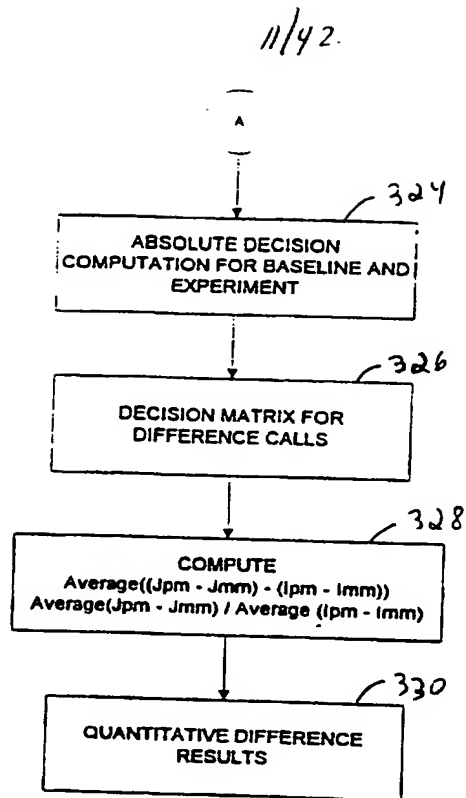 11/42.
A
324
ABSOLUTE DECISION
COMPUTATION FOR BASELINE AND
EXPERIMENT
326
DECISION MATRIX FOR
DIFFERENCE CALLS
328
COMPUTE
Average((Jpm - Jmm) - (Ipm - Imm))
Average(Jpm - Jmm) / Average (Ipm - Imm)
330
QUANTITATIVE DIFFERENCE
RESULTS